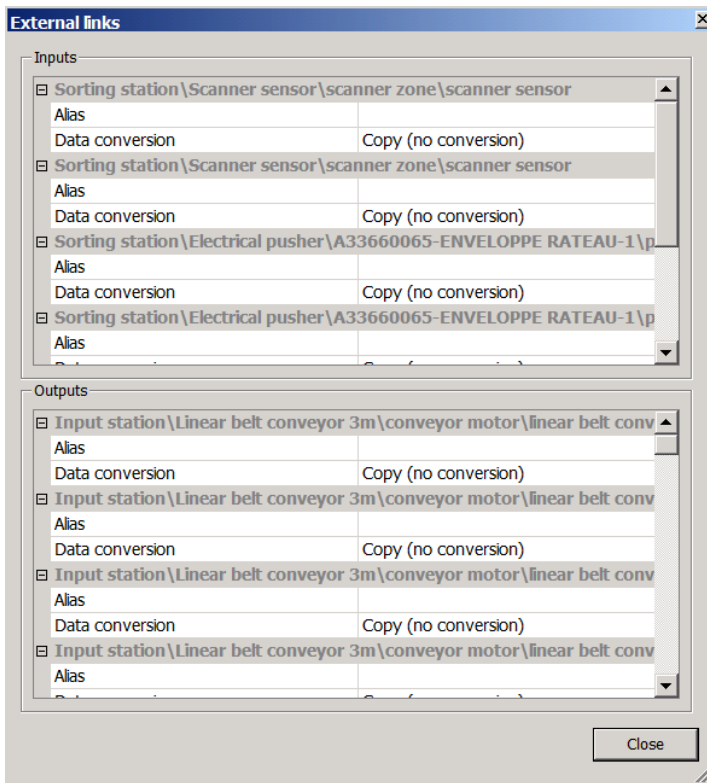 External links
Inputs
Sorting station\Scanner sensor\scanner zone\scanner sensor
Alias
Data conversion Copy (no conversion)
Sorting station\Scanner sensor\scanner zone\scanner sensor
Alias
Data conversion Copy (no conversion)
Sorting station\Electrical pusher\A33660065-ENVELOPPE RATEAU-1\p
Alias
Data conversion Copy (no conversion)
Sorting station\Electrical pusher\A33660065-ENVELOPPE RATEAU-1\p
Alias
Outputs
Input station\Linear belt conveyor 3m\conveyor motor\linear belt conv
Alias
Data conversion Copy (no conversion)
Input station\Linear belt conveyor 3m\conveyor motor\linear belt conv
Alias
Data conversion Copy (no conversion)
Input station\Linear belt conveyor 3m\conveyor motor\linear belt conv
Alias
Data conversion Copy (no conversion)
Input station\Linear belt conveyor 3m\conveyor motor\linear belt conv
Alias
Close